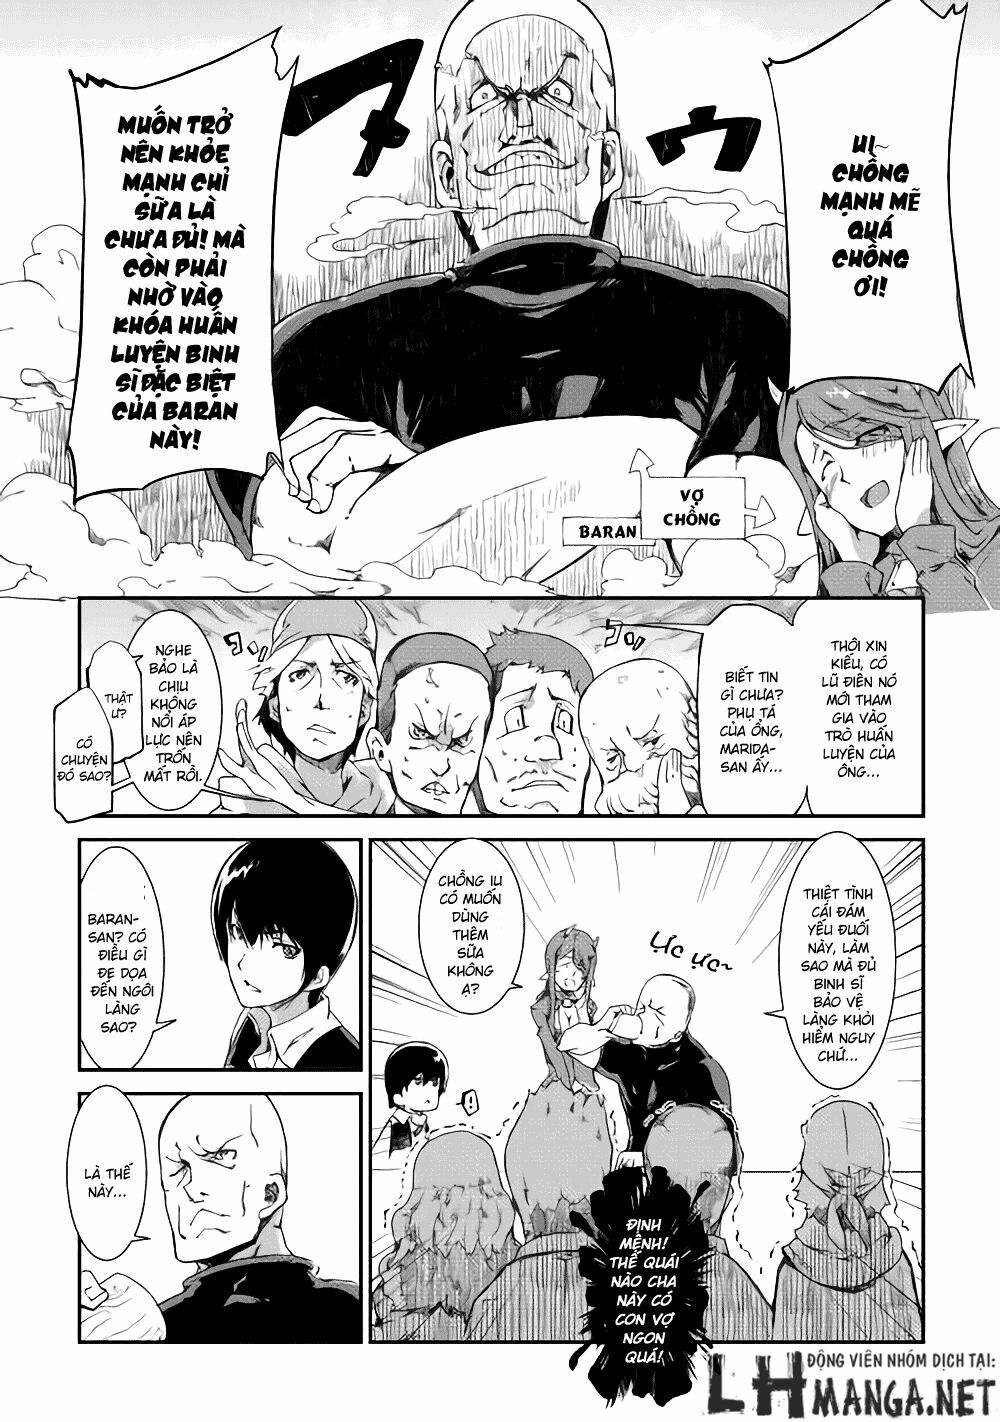 UI~
CHỒNG
MẠNH MẼ
QUÁ
CHỒNG
ƠI!
MUỐN TRỞ
NÊN KHỎE
MẠNH CHỈ
SỮA LÀ
CHƯA ĐỦ! MÀ
CÒN PHẢI
NHỜ VÀO
KHÓA HUẤN
LUYỆN BINH
SĨ ĐẶC BIỆT
CỦA BARAN
NÀY!
VỢ
CHỒNG
BARAN
THÔI XIN
KIẾU, CÓ
LŨ ĐIÊN NÓ
MỚI THAM
GIA VÀO
TRÒ HUẤN
LUYỆN CỦA
ÔNG...
BIẾT TIN
GÌ CHƯA?
PHỤ TÁ
CỦA ÔNG,
MARIDA-
SAN ẤY...
NGHE
BẢO LÀ
CHỊU
KHÔNG
NỔI ÁP
LỰC NÊN
TRỐN
MẤT RỒI.
THẬT
Ư?
CÓ
CHUYỆN
ĐÓ SAO?
THIỆT TÌNH
CÁI ĐÁM
YẾU ĐUỐI
NÀY, LÀM
SAO MÀ ĐỦ
BINH SĨ
BẢO VỆ
LÀNG KHỎI
HIỂM NGUY
CHỨ...
ỰC ỰC~
CHỒNG IU
CÓ MUỐN
DÙNG
THÊM
SỮA
KHÔNG
Ạ?
ĐỊNH
MỆNH!
THẾ QUÁI
NÀO CHA
NÀY CÓ
CON VỢ
NGON
QUÁ!
BARAN-
SAN? CÓ
ĐIỀU GÌ
ĐE DỌA
ĐẾN NGÔI
LÀNG
SAO?
LÀ THẾ
NÀY...
ĐỘNG VIÊN NHÓM DỊCH TẠI:
LHMANGA.NET